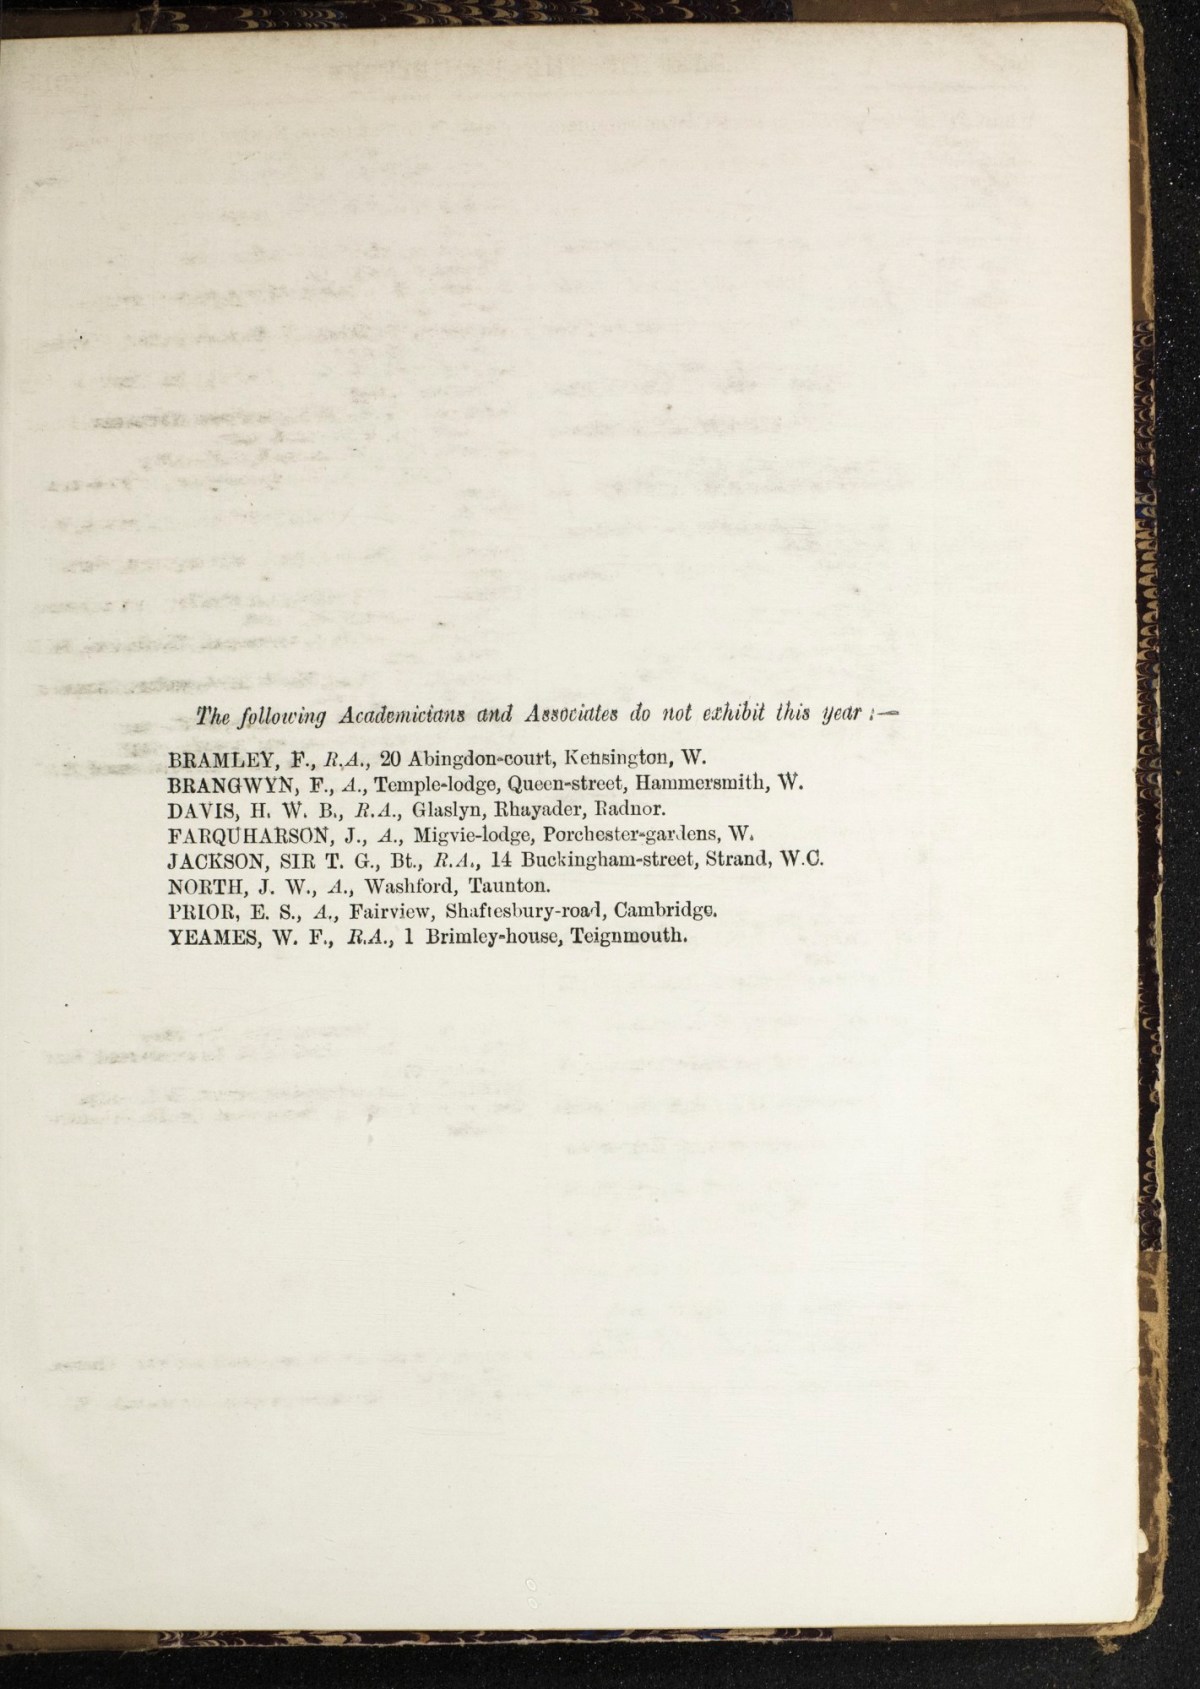 The following Academicians and Associates do not exhibit this year:—
BRAMLEY, F., R.A., 20 Abingdon-court, Kensington, W.
BRANGWYN, F., A., Temple-lodge, Queen-street, Hammersmith, W.
DAVIS, H. W. B., R.A., Glaslyn, Rhayader, Radnor.
FARQUHARSON, J., A., Migvie-lodge, Porchester-gardens, W.
JACKSON, SIR T. G., Bt., R.A., 14 Buckingham-street, Strand, W.C.
NORTH, J. W., A., Washford, Taunton.
PRIOR, E. S., A., Fairview, Shaftesbury-road, Cambridge.
YEAMES, W. F., R.A., 1 Brimley-house, Teignmouth.